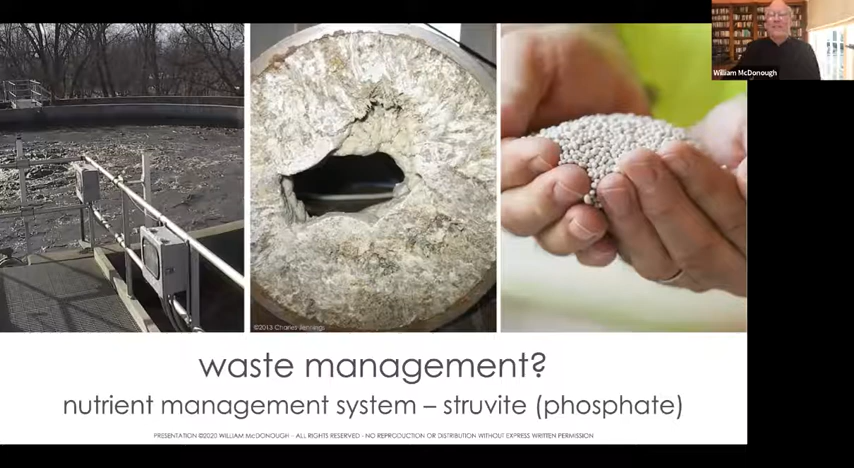 William McDonough
©2013 Charles Jennings
waste management?
nutrient management system – struvite (phosphate)
PRESENTATION ©2020 WILLIAM McDONOUGH - ALL RIGHTS RESERVED - NO REPRODUCTION OR DISTRIBUTION WITHOUT EXPRESS WRITTEN PERMISSION